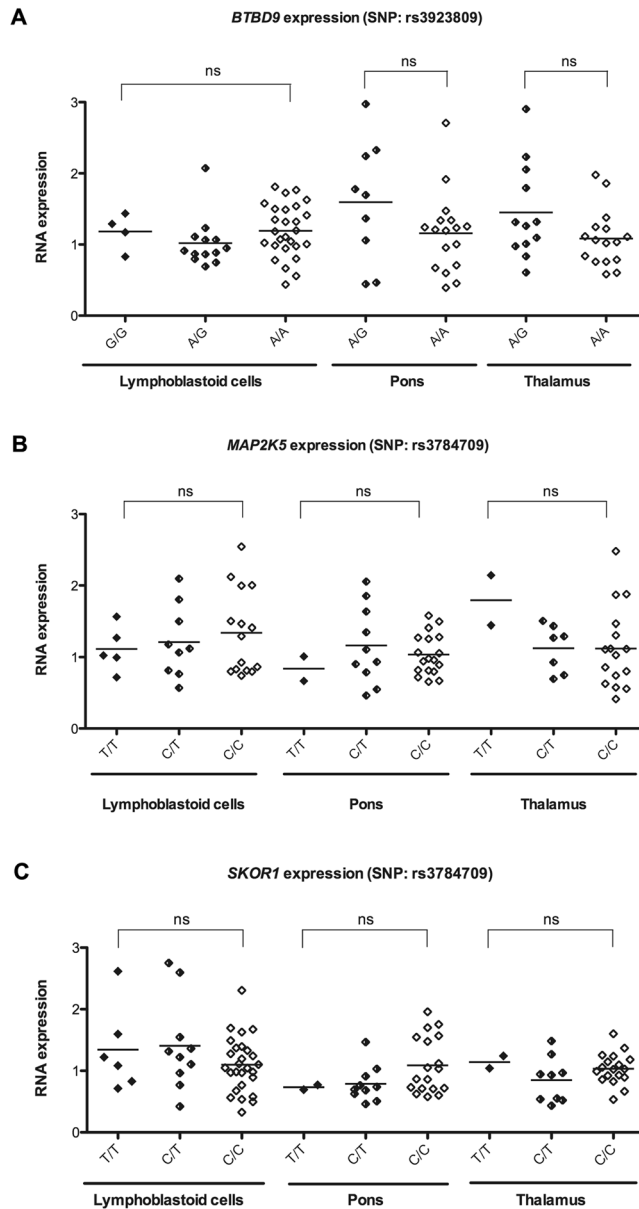 A
BTBD9 expression (SNP: rs3923809)
ns
ns
ns
RNA expression
3
2
1
0
G/G
A/G
A/A
A/G
A/A
A/G
A/A
Lymphoblastoid cells
Pons
Thalamus
B
MAP2K5 expression (SNP: rs3784709)
ns
ns
ns
RNA expression
3
2
1
0
T/T
C/T
C/C
T/T
C/T
C/C
T/T
C/T
C/C
Lymphoblastoid cells
Pons
Thalamus
C
SKOR1 expression (SNP: rs3784709)
ns
ns
ns
RNA expression
3
2
1
0
T/T
C/T
C/C
T/T
C/T
C/C
T/T
C/T
C/C
Lymphoblastoid cells
Pons
Thalamus